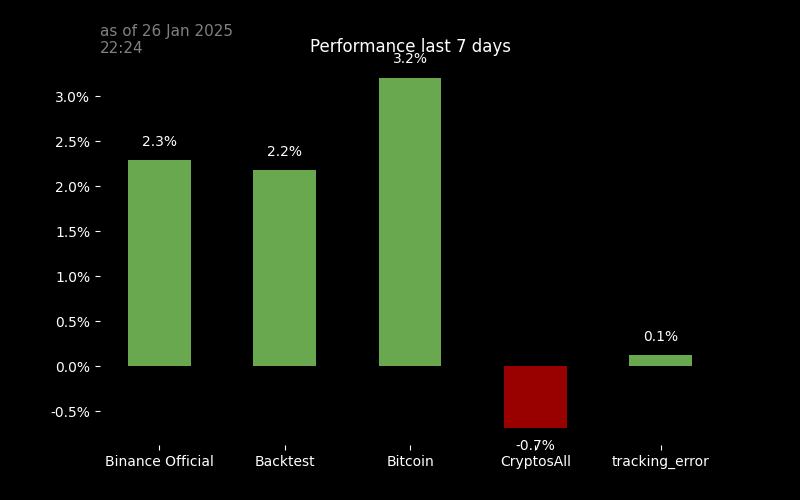 as of 26 Jan 2025
22:24
Performance last 7 days
3.2%
3.0%
2.5%
2.3%
2.2%
2.0%
1.5%
1.0%
0.5%
0.1%
0.0%
-0.5%
-0.7%
Binance Official
Backtest
Bitcoin
CryptosAll
tracking_error